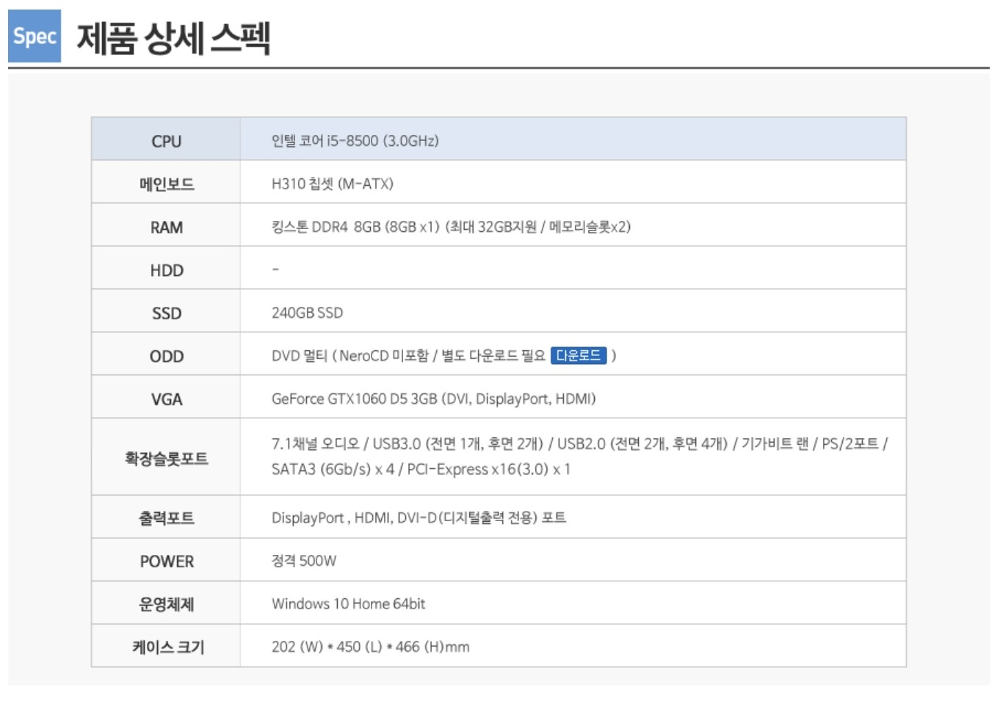 Spec 제품 상세 스펙
CPU 인텔 코어 i5-8500 (3.0GHz)
메인보드 H310 칩셋 (M-ATX)
RAM 킹스톤 DDR4 8GB (8GB x1) (최대 32GB지원 / 메모리슬롯x2)
HDD -
SSD 240GB SSD
ODD DVD 멀티 ( NeroCD 미포함 / 별도 다운로드 필요 다운로드 )
VGA GeForce GTX1060 D5 3GB (DVI, DisplayPort, HDMI)
확장슬롯포트 7.1채널 오디오 / USB3.0 (전면 1개, 후면 2개) / USB2.0 (전면 2개, 후면 4개) / 기가비트 랜 / PS/2포트 /
SATA3 (6Gb/s) x 4 / PCI-Express x16(3.0) x 1
출력포트 DisplayPort , HDMI, DVI-D(디지털출력 전용) 포트
POWER 정격 500W
운영체제 Windows 10 Home 64bit
케이스 크기 202 (W) * 450 (L) * 466 (H)mm